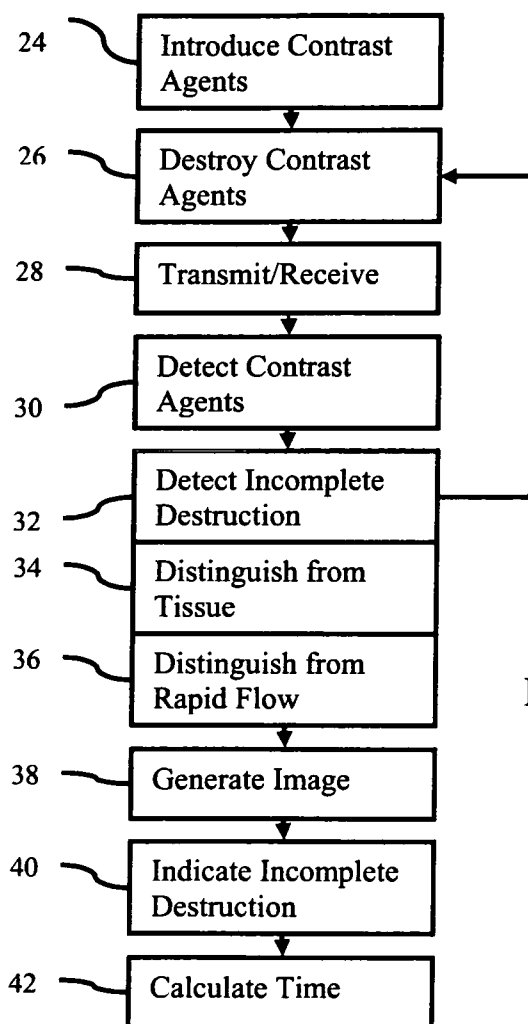 24
Introduce Contrast
Agents
26
Destroy Contrast
Agents
28
Transmit/Receive
30
Detect Contrast
Agents
32
Detect Incomplete
Destruction
34
Distinguish from
Tissue
36
Distinguish from
Rapid Flow
38
Generate Image
40
Indicate Incomplete
Destruction
42
Calculate Time